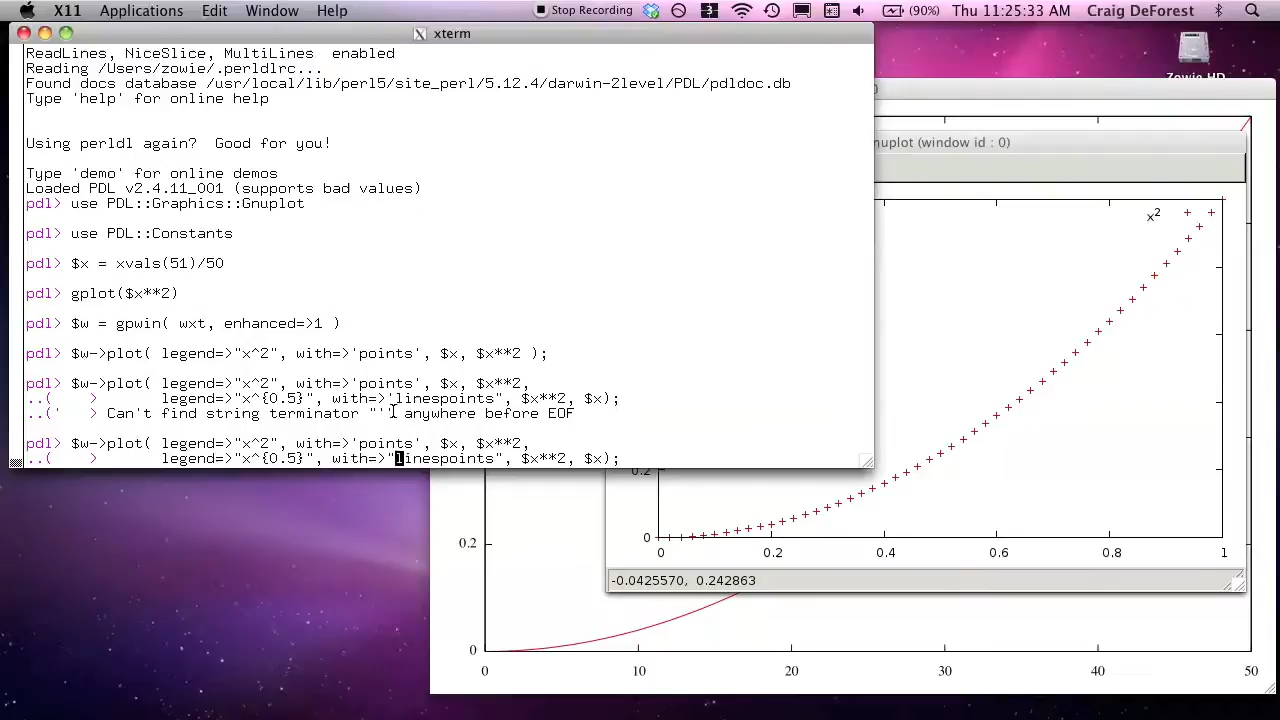 X11 Applications Edit Window Help Stop Recording 3 (90%) Thu 11:25:33 AM Craig DeForest
xterm
ReadLines, NiceSlice, MultiLines  enabled
Reading /Users/zowie/.perldlrc...
Found docs database /usr/local/lib/perl5/site_perl/5.12.4/darwin-2level/PDL/pdldoc.db
Type 'help' for online help
Using perldl again?  Good for you!
Type 'demo' for online demos
Loaded PDL v2.4.11_001 (supports bad values)
pdl> use PDL::Graphics::Gnuplot
pdl> use PDL::Constants
pdl> $x = xvals(51)/50
pdl> gplot($x**2)
pdl> $w = gpwin( wxt, enhanced=>1 )
pdl> $w->plot( legend=>"x^2", with=>'points', $x, $x**2 );
pdl> $w->plot( legend=>"x^2", with=>'points', $x, $x**2,
..(    >         legend=>"x^{0.5}", with=>'linespoints", $x**2, $x);
..('    > Can't find string terminator "'" anywhere before EOF
pdl> $w->plot( legend=>"x^2", with=>'points', $x, $x**2,
..(    >         legend=>"x^{0.5}", with=>"linespoints", $x**2, $x);
Zowie HD
0)
nuplot (window id : 0)
x²
0.2
0
0 0.2 0.4 0.6 0.8 1
-0.0425570, 0.242863
0.2
0
0 10 20 30 40 50